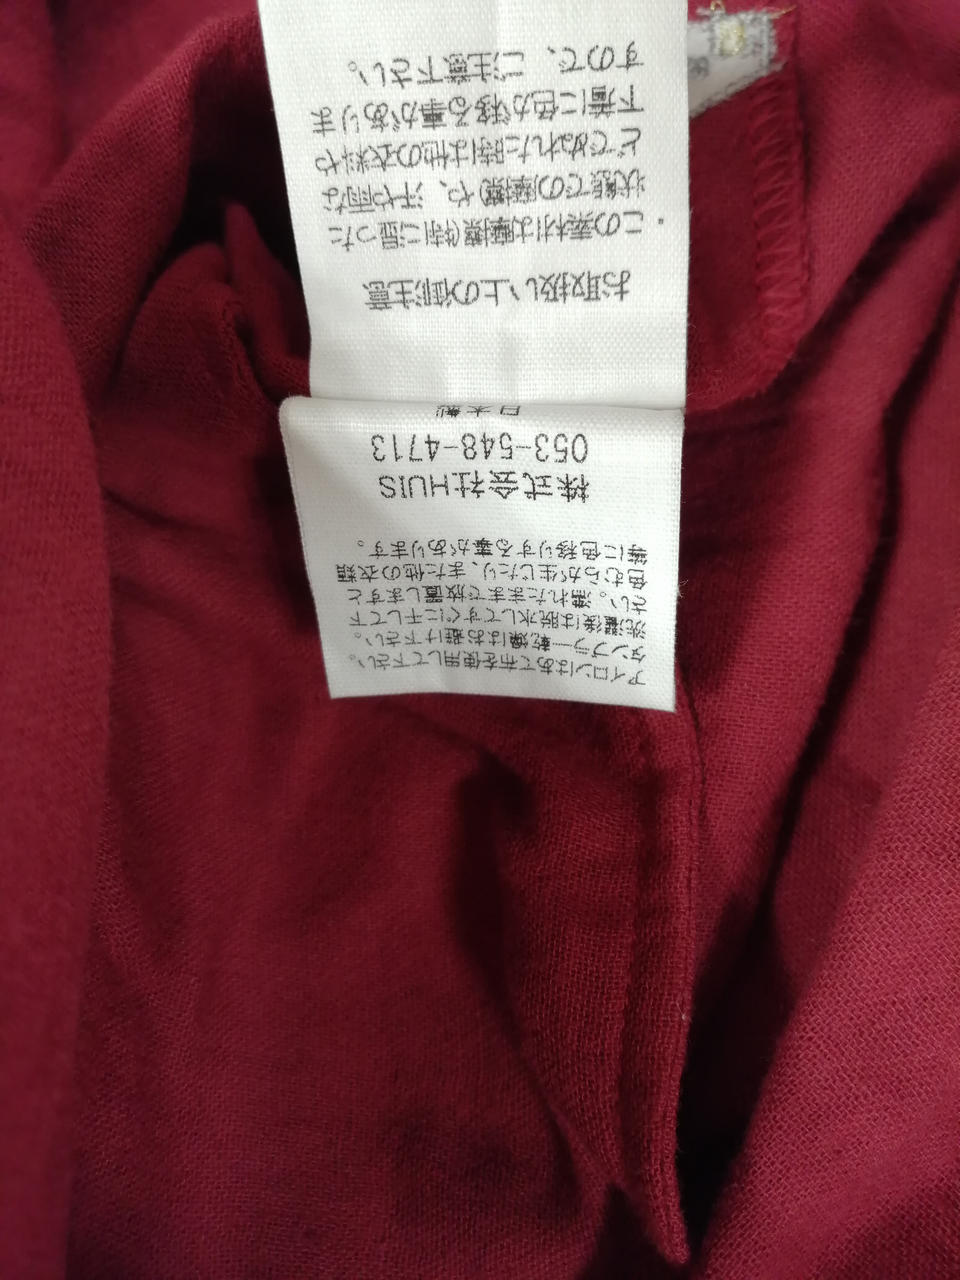 アイロンはあて布を使用して下さい。
タンブラー乾燥はお避け下さい。
洗濯後は脱水してすぐに干して下
さい。濡れたままで放置しますと
色むらが生じたり、また他の衣類
等に色移りする事があります。
株式会社HUIS
053-548-4713
日本製
お取扱い上の御注意
・この素材は摩擦(特に湿った
状態での摩擦)や、汗や雨な
どでぬれた時は他の衣料や
下着に色が移る事がありま
すので、ご注意下さい。